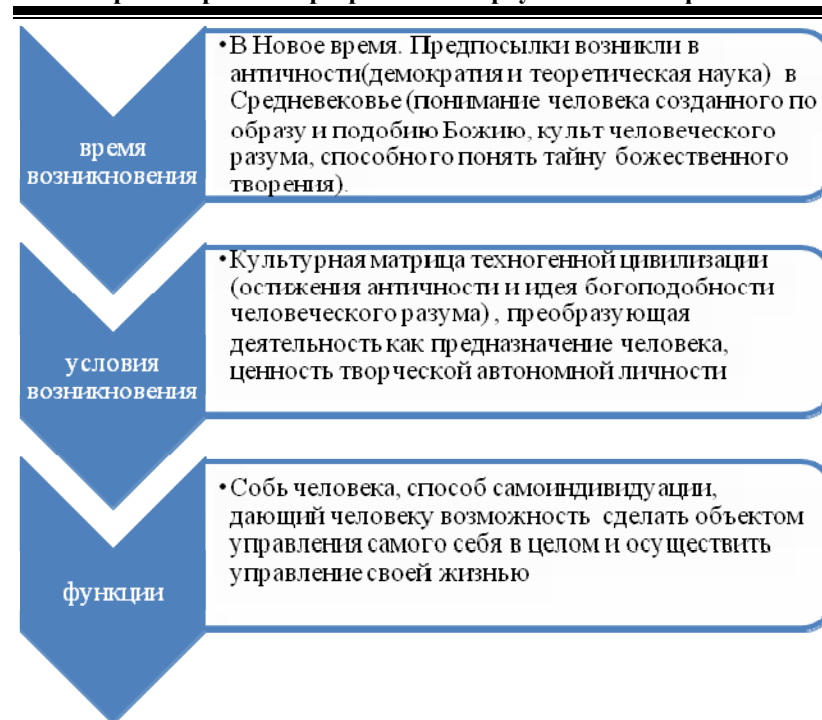 время
возникновения
•В Новое время. Предпосылки возникли в
античности(демократия и теоретическая наука) в
Средневековье (понимание человека созданного по
образу и подобию Божию, культ человеческого
разума, способного понять тайну божественного
творения).
условия
возникновения
•Культурная матрица техногенной цивилизации
(остижения античности и идея богоподобности
человеческого разума) , преобразующая
деятельность как предназначение человека,
ценность творческой автономной личности
функции
•Собь человека, способ самоиндивидуации,
дающий человеку возможность сделать объектом
управления самого себя в целом и осуществить
управление своей жизнью